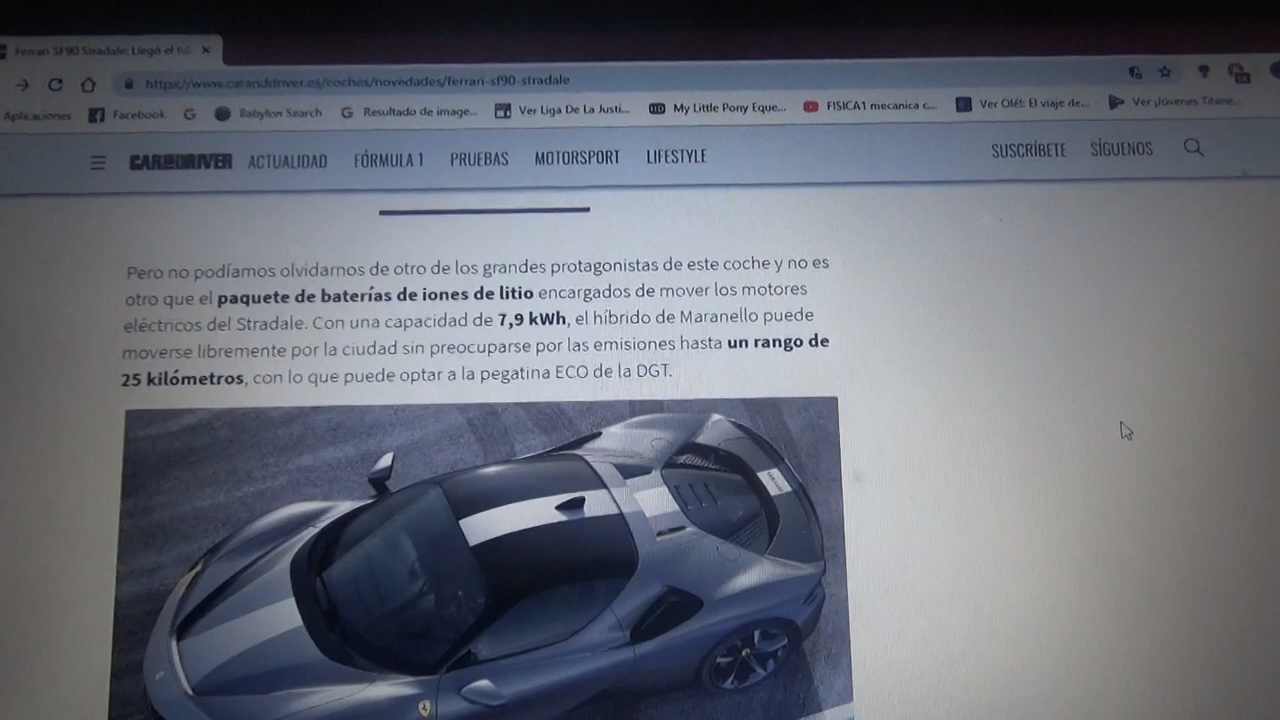 Ferrari SF90 Stradale: Llegó el
https://www.caranddriver.es/coches/novedades/ferrari-sf90-stradale
Aplicaciones Facebook Babylon Search Resultado de image... Ver Liga De La Justi... My Little Pony Eque... FISICA1 mecanica c... Ver Olé!: El viaje de... Ver ¡Jóvenes Titane...
CARANDDRIVER ACTUALIDAD FÓRMULA 1 PRUEBAS MOTORSPORT LIFESTYLE SUSCRÍBETE SÍGUENOS
Pero no podíamos olvidarnos de otro de los grandes protagonistas de este coche y no es
otro que el paquete de baterías de iones de litio encargados de mover los motores
eléctricos del Stradale. Con una capacidad de 7,9 kWh, el híbrido de Maranello puede
moverse libremente por la ciudad sin preocuparse por las emisiones hasta un rango de
25 kilómetros, con lo que puede optar a la pegatina ECO de la DGT.